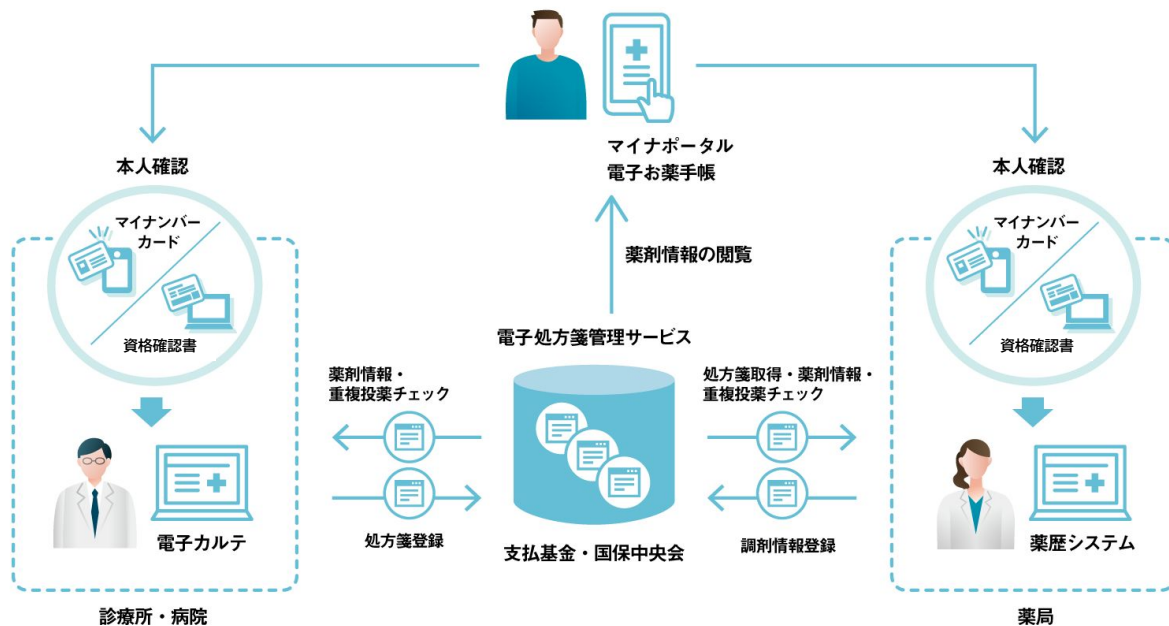 マイナポータル
電子お薬手帳
本人確認
マイナンバー
カード
資格確認書
本人確認
マイナンバー
カード
資格確認書
薬剤情報の閲覧
電子処方箋管理サービス
薬剤情報・
重複投薬チェック
処方箋取得・薬剤情報・
重複投薬チェック
電子カルテ
処方箋登録
支払基金・国保中央会
調剤情報登録
薬歴システム
診療所・病院
薬局